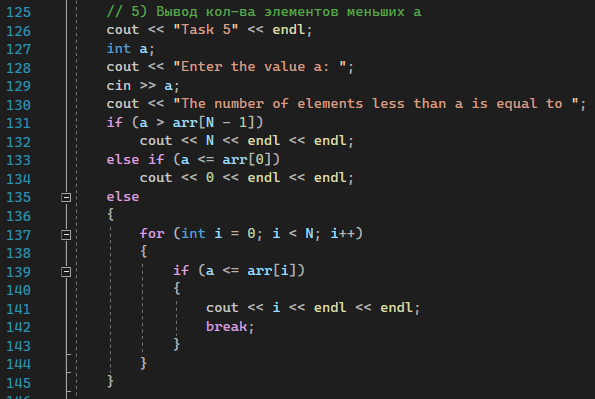 125 // 5) Вывод кол-ва элементов меньших a
126 cout << "Task 5" << endl;
127 int a;
128 cout << "Enter the value a: ";
129 cin >> a;
130 cout << "The number of elements less than a is equal to ";
131 if (a > arr[N - 1])
132 cout << N << endl << endl;
133 else if (a <= arr[0])
134 cout << 0 << endl << endl;
135 else
136 {
137 for (int i = 0; i < N; i++)
138 {
139 if (a <= arr[i])
140 {
141 cout << i << endl << endl;
142 break;
143 }
144 }
145 }